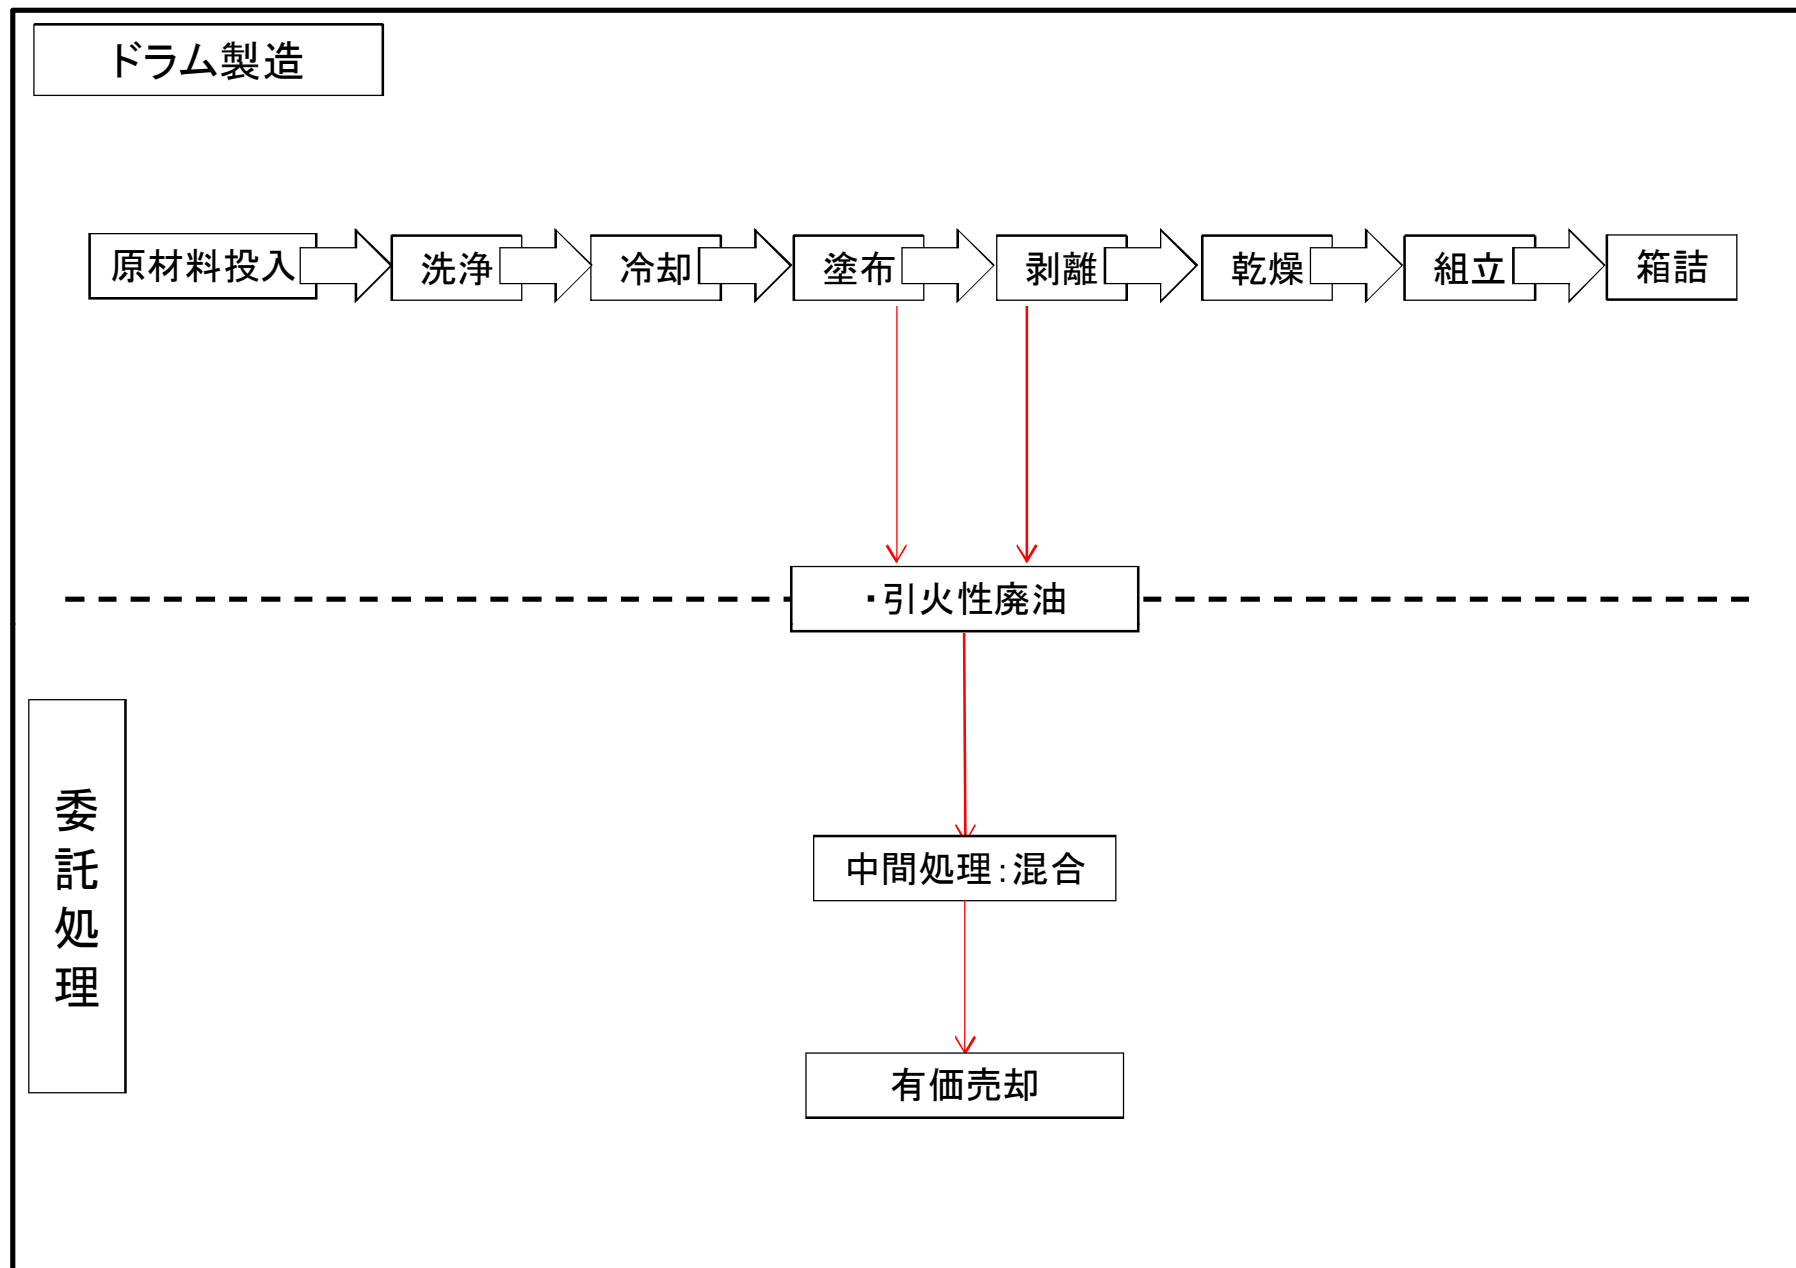 ドラム製造
原材料投入
洗浄
冷却
塗布
剥離
乾燥
組立
箱詰
・引火性廃油
委託処理
中間処理：混合
有価売却